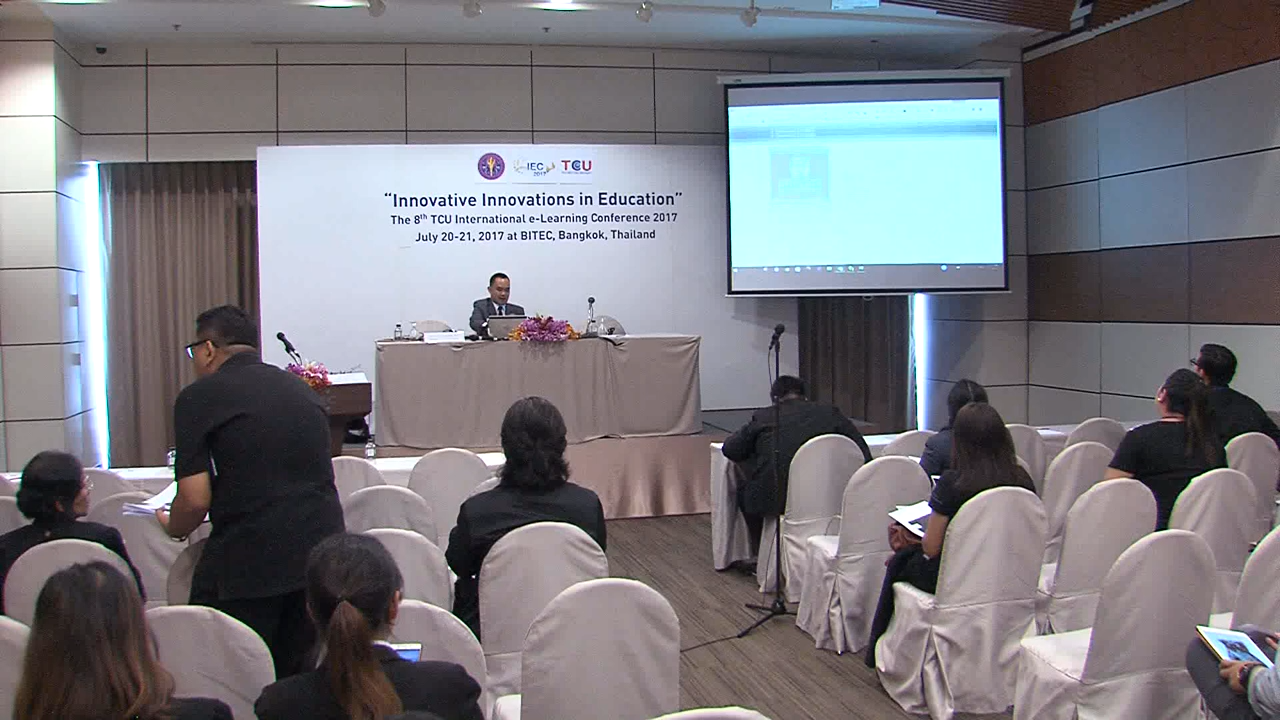 IEC
2017
TCU
“Innovative Innovations in Education”
The 8th TCU International e-Learning Conference 2017
July 20-21, 2017 at BITEC, Bangkok, Thailand